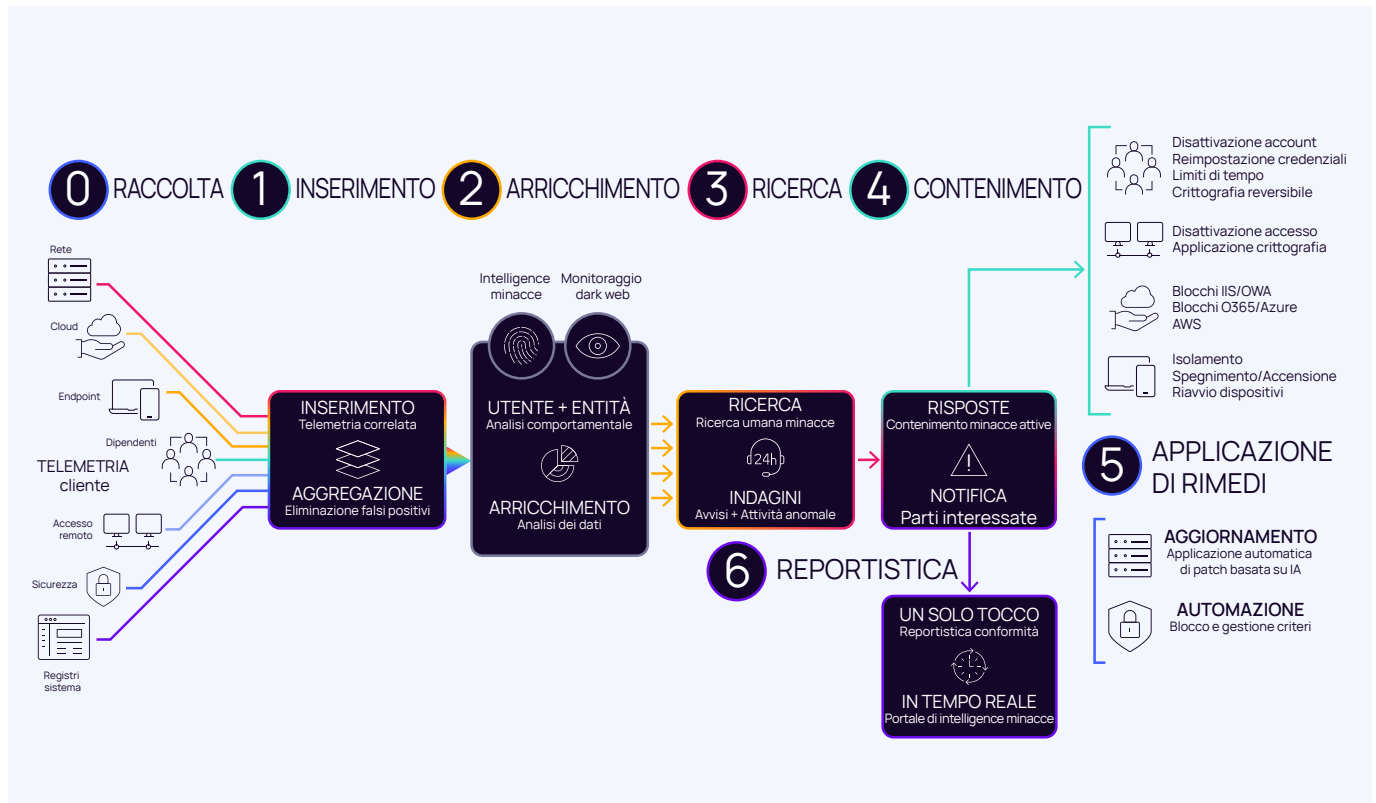 0 RACCOLTA
1 INSERIMENTO
2 ARRICCHIMENTO
3 RICERCA
4 CONTENIMENTO
Rete
Cloud
Endpoint
Dipendenti
TELEMETRIA
cliente
Accesso
remoto
Sicurezza
Registri
sistema
INSERIMENTO
Telemetria correlata
AGGREGAZIONE
Eliminazione falsi positivi
Intelligence
minacce
Monitoraggio
dark web
UTENTE + ENTITÀ
Analisi comportamentale
ARRICCHIMENTO
Analisi dei dati
RICERCA
Ricerca umana minacce
24h
INDAGINI
Avvisi + Attività anomale
RISPOSTE
Contenimento minacce attive
NOTIFICA
Parti interessate
Disattivazione account
Reimpostazione credenziali
Limiti di tempo
Crittografia reversibile
Disattivazione accesso
Applicazione crittografia
Blocchi IIS/OWA
Blocchi O365/Azure
AWS
Isolamento
Spegnimento/Accensione
Riavvio dispositivi
5 APPLICAZIONE
DI RIMEDI
AGGIORNAMENTO
Applicazione automatica
di patch basata su IA
AUTOMAZIONE
Blocco e gestione criteri
6 REPORTISTICA
UN SOLO TOCCO
Reportistica conformità
IN TEMPO REALE
Portale di intelligence minacce